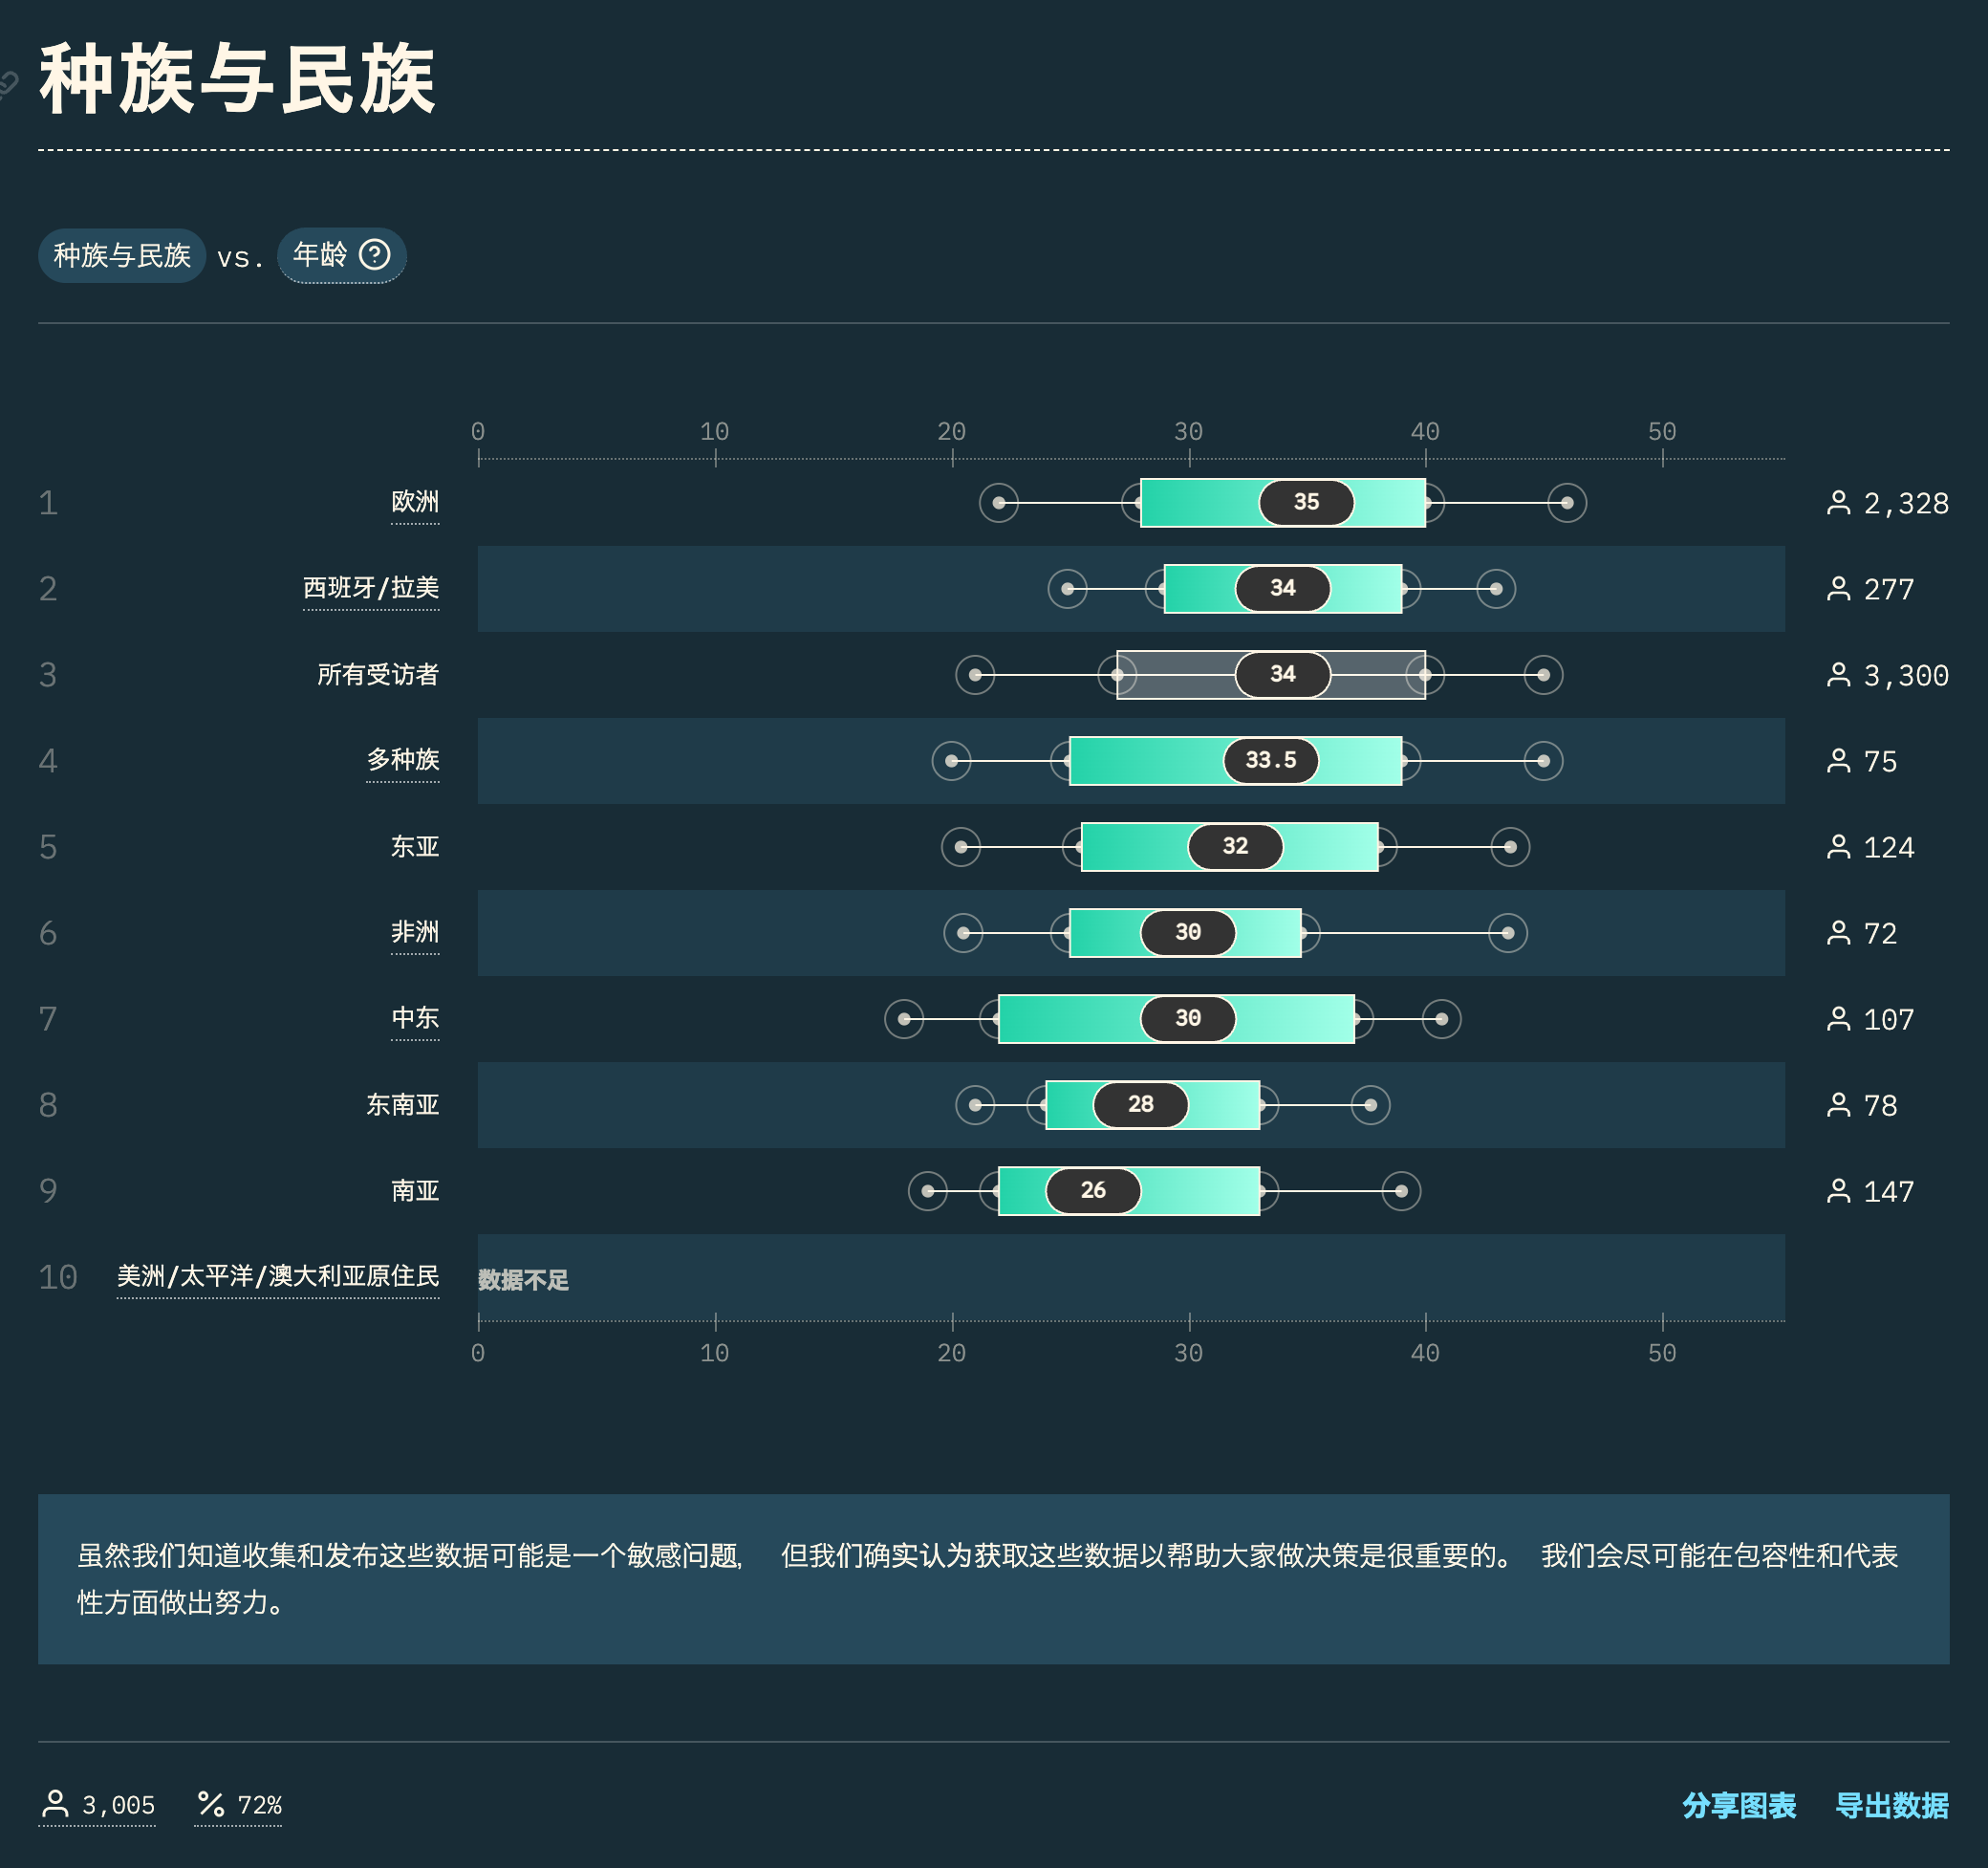 种族与民族
种族与民族 vs. 年龄
0 10 20 30 40 50
1 欧洲 35 2,328
2 西班牙/拉美 34 277
3 所有受访者 34 3,300
4 多种族 33.5 75
5 东亚 32 124
6 非洲 30 72
7 中东 30 107
8 东南亚 28 78
9 南亚 26 147
10 美洲/太平洋/澳大利亚原住民 数据不足
0 10 20 30 40 50
虽然我们知道收集和发布这些数据可能是一个敏感问题, 但我们确实认为获取这些数据以帮助大家做决策是很重要的。 我们会尽可能在包容性和代表
性方面做出努力。
3,005 72% 分享图表 导出数据